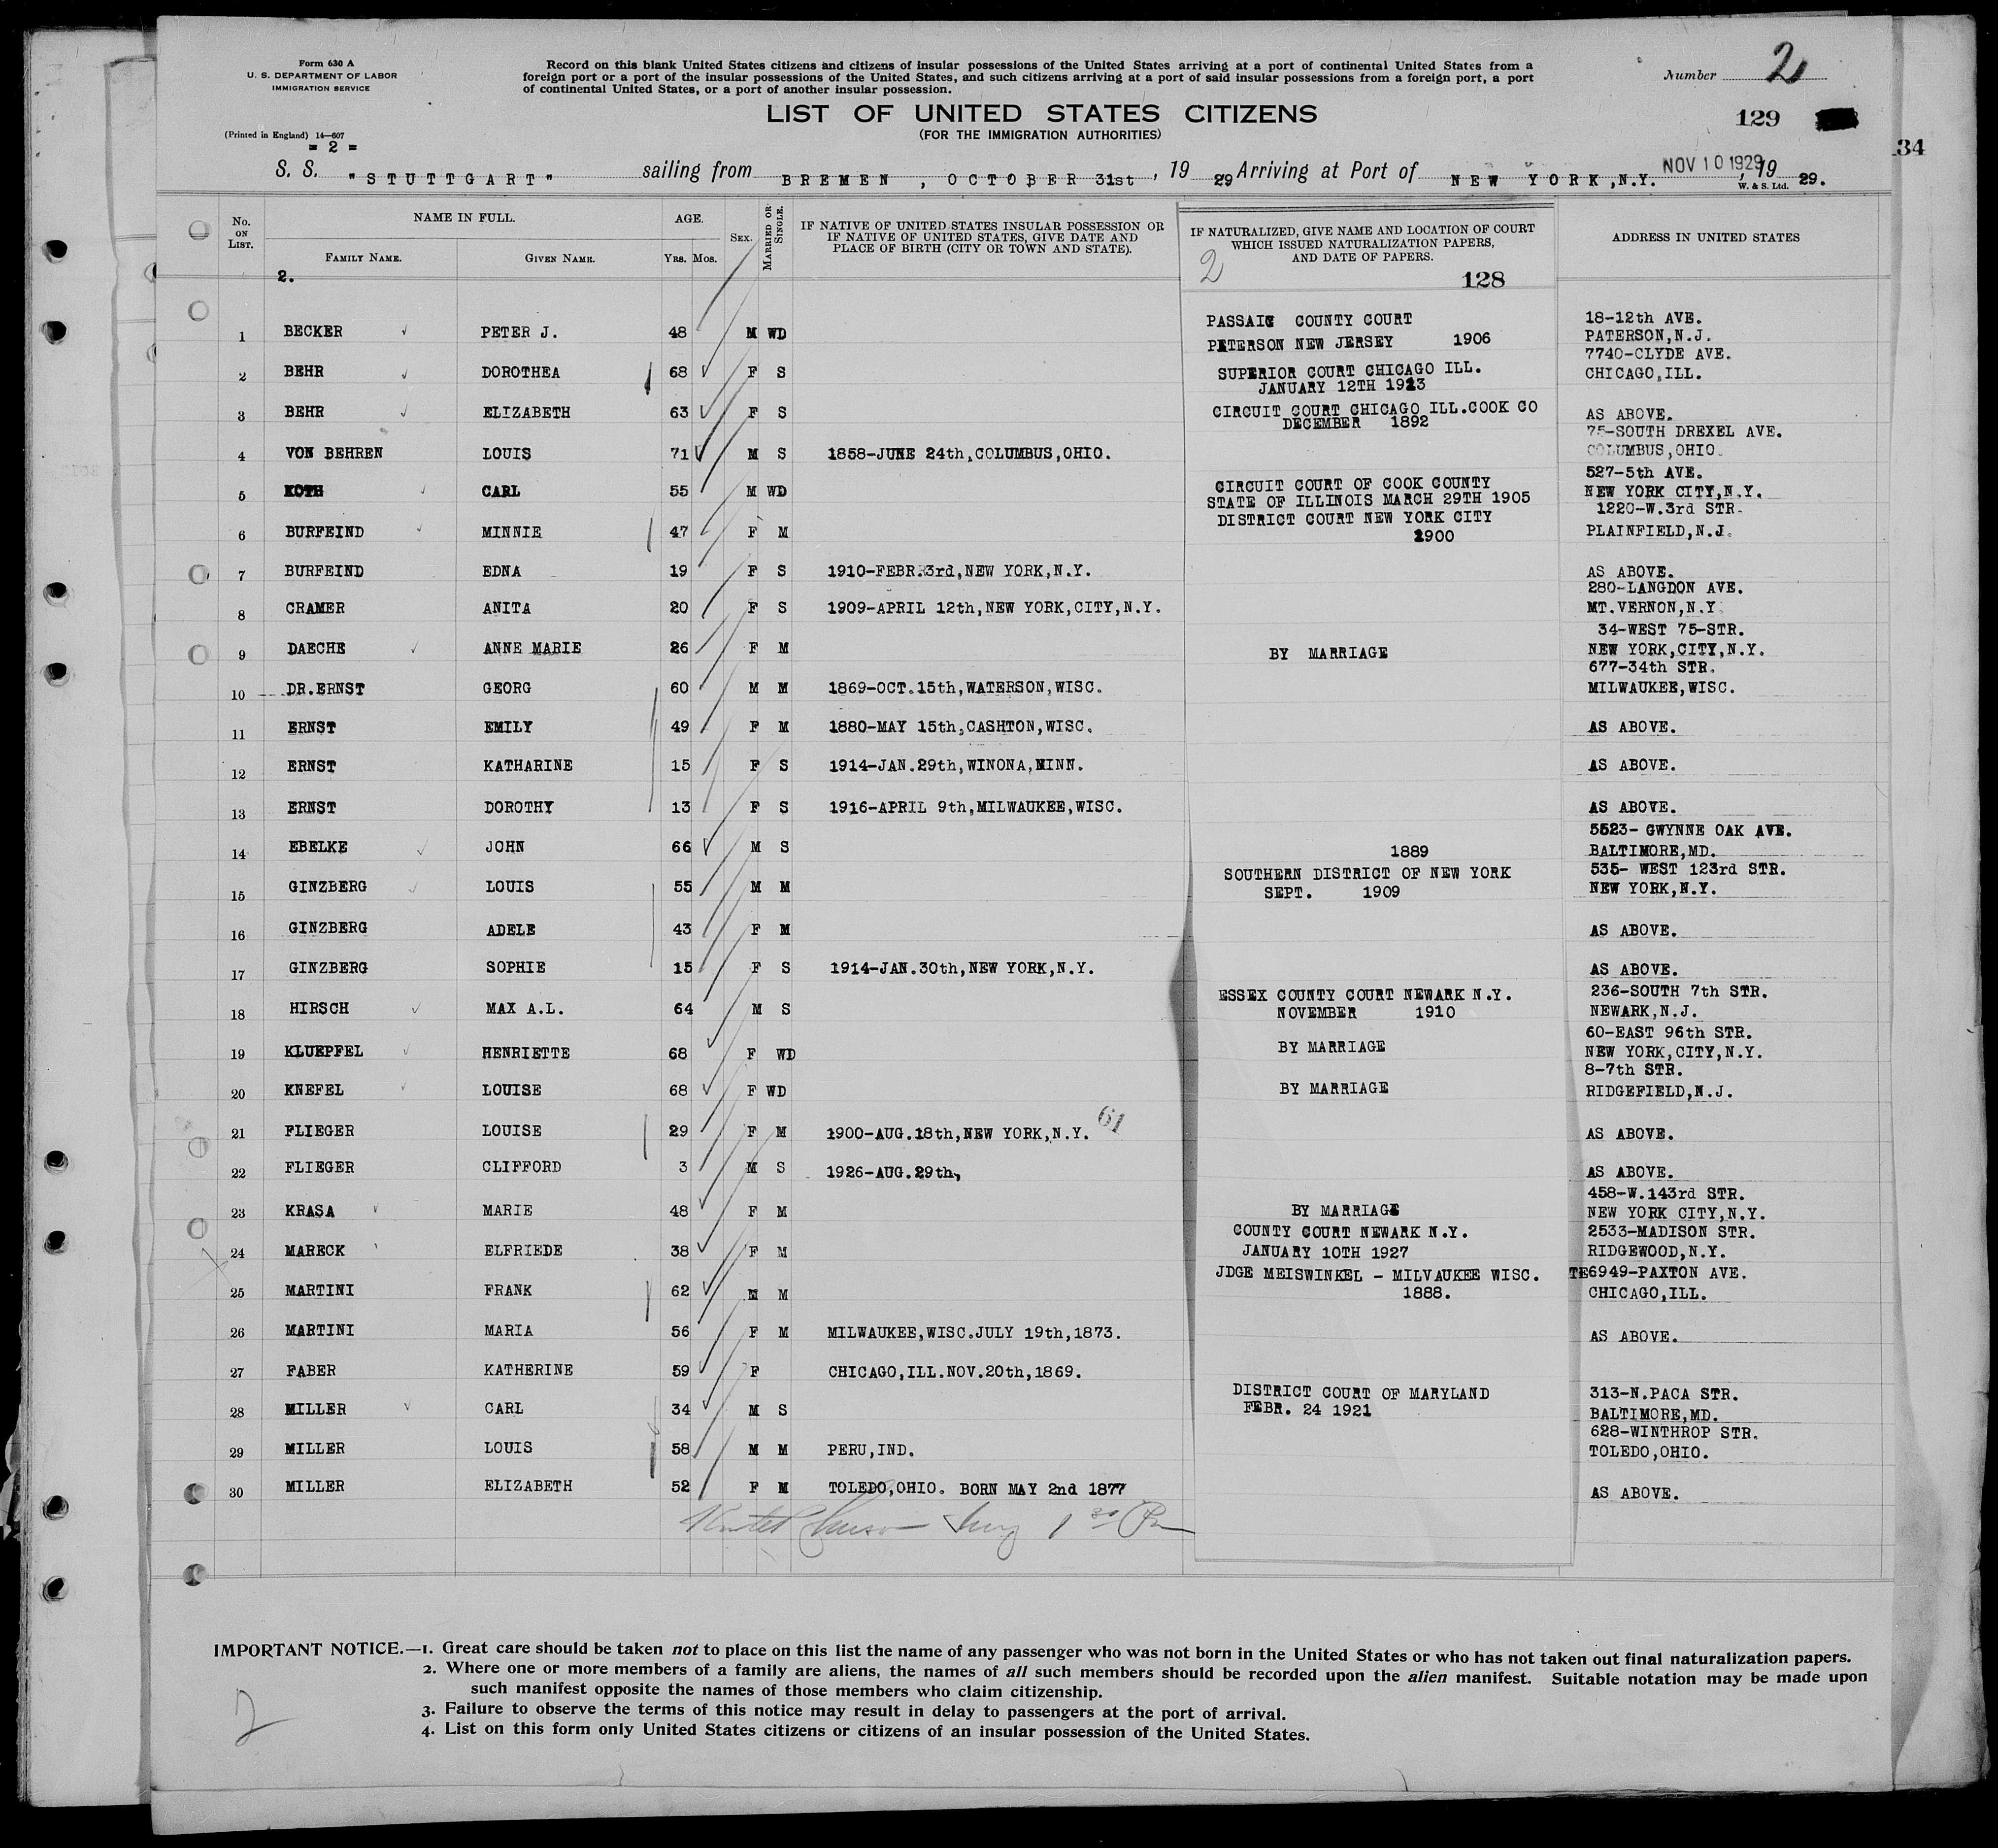 Form 630 A
U. S. DEPARTMENT OF LABOR
IMMIGRATION SERVICE
(Printed in England) 14—607
= 2 =
Record on this blank United States citizens and citizens of insular possessions of the United States arriving at a port of continental United States from a
foreign port or a port of the insular possessions of the United States, and such citizens arriving at a port of said insular possessions from a foreign port, a port
of continental United States, or a port of another insular possession.
Number 2
LIST OF UNITED STATES CITIZENS
(FOR THE IMMIGRATION AUTHORITIES)
129
34
S. S. "STUTTGART" sailing from BREMEN , OCTOBER 31st , 19 29 Arriving at Port of NEW YORK,N.Y. NOV 10 1929 , 19 29.
W. & S. Ltd.
No. ON LIST. NAME IN FULL. AGE. SEX. MARRIED OR SINGLE. IF NATIVE OF UNITED STATES INSULAR POSSESSION OR IF NATIVE OF UNITED STATES, GIVE DATE AND PLACE OF BIRTH (CITY OR TOWN AND STATE). IF NATURALIZED, GIVE NAME AND LOCATION OF COURT WHICH ISSUED NATURALIZATION PAPERS, AND DATE OF PAPERS. ADDRESS IN UNITED STATES
FAMILY NAME. GIVEN NAME. YRS. MOS.
2. 2 128
1 BECKER PETER J. 48 M WD PASSAIC COUNTY COURT PETERSON NEW JERSEY 1906 18-12th AVE. PATERSON,N.J.
2 BEHR DOROTHEA 68 F S SUPERIOR COURT CHICAGO ILL. JANUARY 12TH 1923 7740-CLYDE AVE. CHICAGO,ILL.
3 BEHR ELIZABETH 63 F S CIRCUIT COURT CHICAGO ILL.COOK CO DECEMBER 1892 AS ABOVE.
4 VON BEHREN LOUIS 71 M S 1858-JUNE 24th,COLUMBUS,OHIO. 75-SOUTH DREXEL AVE. COLUMBUS,OHIO.
5 KOTH CARL 55 M WD CIRCUIT COURT OF COOK COUNTY STATE OF ILLINOIS MARCH 29TH 1905 527-5th AVE. NEW YORK CITY,N.Y.
6 BURFEIND MINNIE 47 F M DISTRICT COURT NEW YORK CITY 1900 1220-W.3rd STR. PLAINFIELD,N.J.
7 BURFEIND EDNA 19 F S 1910-FEBR.3rd,NEW YORK,N.Y. AS ABOVE.
8 CRAMER ANITA 20 F S 1909-APRIL 12th,NEW YORK,CITY,N.Y. 280-LANGDON AVE. MT.VERNON,N.Y.
9 DAECHE ANNE MARIE 26 F M BY MARRIAGE 34-WEST 75-STR. NEW YORK,CITY,N.Y.
10 DR.ERNST GEORG 60 M M 1869-OCT.15th,WATERSON,WISC. 677-34th STR. MILWAUKEE,WISC.
11 ERNST EMILY 49 F M 1880-MAY 15th,CASHTON,WISC. AS ABOVE.
12 ERNST KATHARINE 15 F S 1914-JAN.29th,WINONA,MINN. AS ABOVE.
13 ERNST DOROTHY 13 F S 1916-APRIL 9th,MILWAUKEE,WISC. AS ABOVE.
14 EBELKE JOHN 66 M S 1889 5523- GWYNNE OAK AVE. BALTIMORE,MD.
15 GINZBERG LOUIS 55 M M SOUTHERN DISTRICT OF NEW YORK SEPT. 1909 535- WEST 123rd STR. NEW YORK,N.Y.
16 GINZBERG ADELE 43 F M AS ABOVE.
17 GINZBERG SOPHIE 15 F S 1914-JAN.30th,NEW YORK,N.Y. AS ABOVE.
18 HIRSCH MAX A.L. 64 M S ESSEX COUNTY COURT NEWARK N.Y. NOVEMBER 1910 236-SOUTH 7th STR. NEWARK,N.J.
19 KLUEPFEL HENRIETTE 68 F WD BY MARRIAGE 60-EAST 96th STR. NEW YORK,CITY,N.Y.
20 KNEFEL LOUISE 68 F WD BY MARRIAGE 8-7th STR. RIDGEFIELD,N.J.
21 FLIEGER LOUISE 29 F M 1900-AUG.18th,NEW YORK,N.Y. 61 AS ABOVE.
22 FLIEGER CLIFFORD 3 M S 1926-AUG.29th, AS ABOVE.
23 KRASA MARIE 48 F M BY MARRIAGE 458-W.143rd STR. NEW YORK CITY,N.Y.
24 MARECK ELFRIEDE 38 F M COUNTY COURT NEWARK N.Y. JANUARY 10TH 1927 2533-MADISON STR. RIDGEWOOD,N.Y.
25 MARTINI FRANK 62 M M JDGE MEISWINKEL - MILVAUKEE WISC. 1888. TE6949-PAXTON AVE. CHICAGO,ILL.
26 MARTINI MARIA 56 F M MILWAUKEE,WISC.JULY 19th,1873. AS ABOVE.
27 FABER KATHERINE 59 F CHICAGO,ILL.NOV.20th,1869.
28 MILLER CARL 34 M S DISTRICT COURT OF MARYLAND FEBR. 24 1921 313-N.PACA STR. BALTIMORE,MD.
29 MILLER LOUIS 58 M M PERU,IND. 628-WINTHROP STR. TOLEDO,OHIO.
30 MILLER ELIZABETH 52 F M TOLEDO,OHIO. BORN MAY 2nd 1877 AS ABOVE.
IMPORTANT NOTICE.—1. Great care should be taken not to place on this list the name of any passenger who was not born in the United States or who has not taken out final naturalization papers.
2. Where one or more members of a family are aliens, the names of all such members should be recorded upon the alien manifest. Suitable notation may be made upon
such manifest opposite the names of those members who claim citizenship.
3. Failure to observe the terms of this notice may result in delay to passengers at the port of arrival.
4. List on this form only United States citizens or citizens of an insular possession of the United States.
2